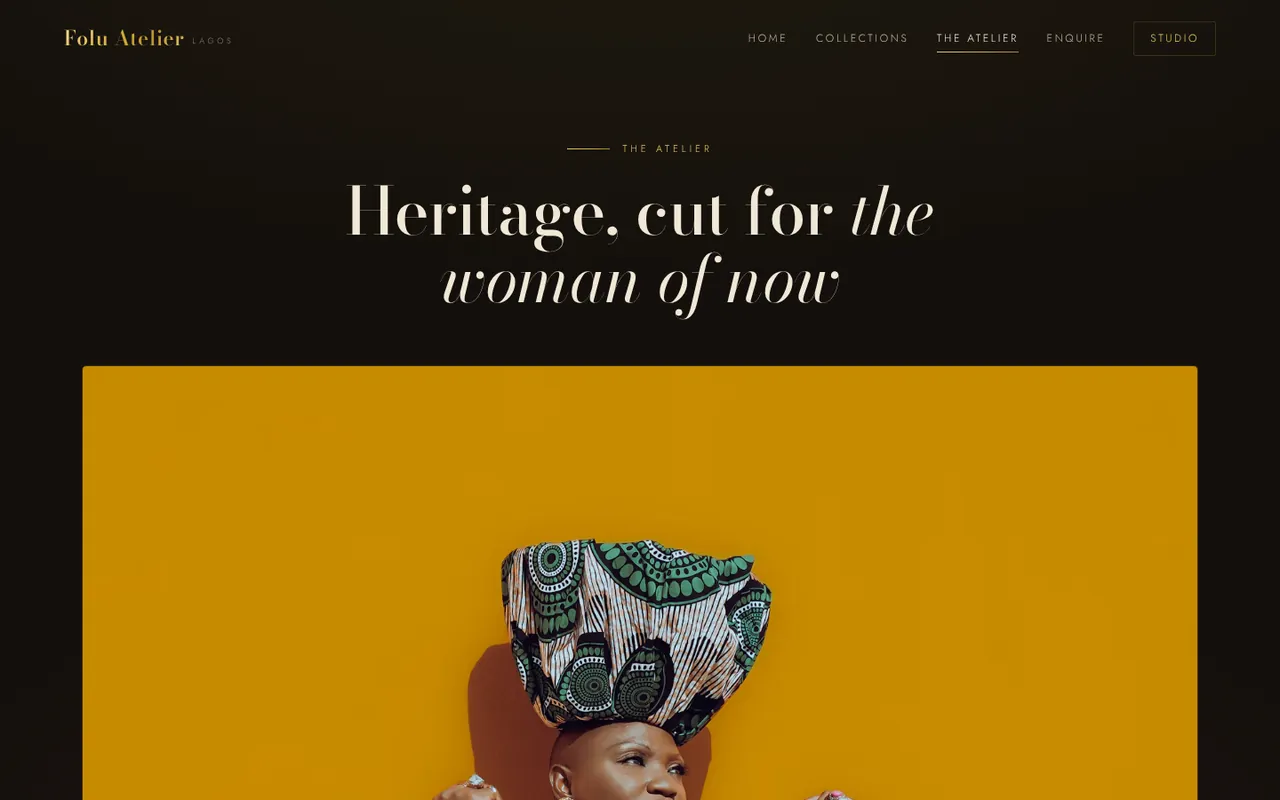 Folu Atelier LAGOS
HOME COLLECTIONS THE ATELIER ENQUIRE STUDIO
THE ATELIER
Heritage, cut for the
woman of now